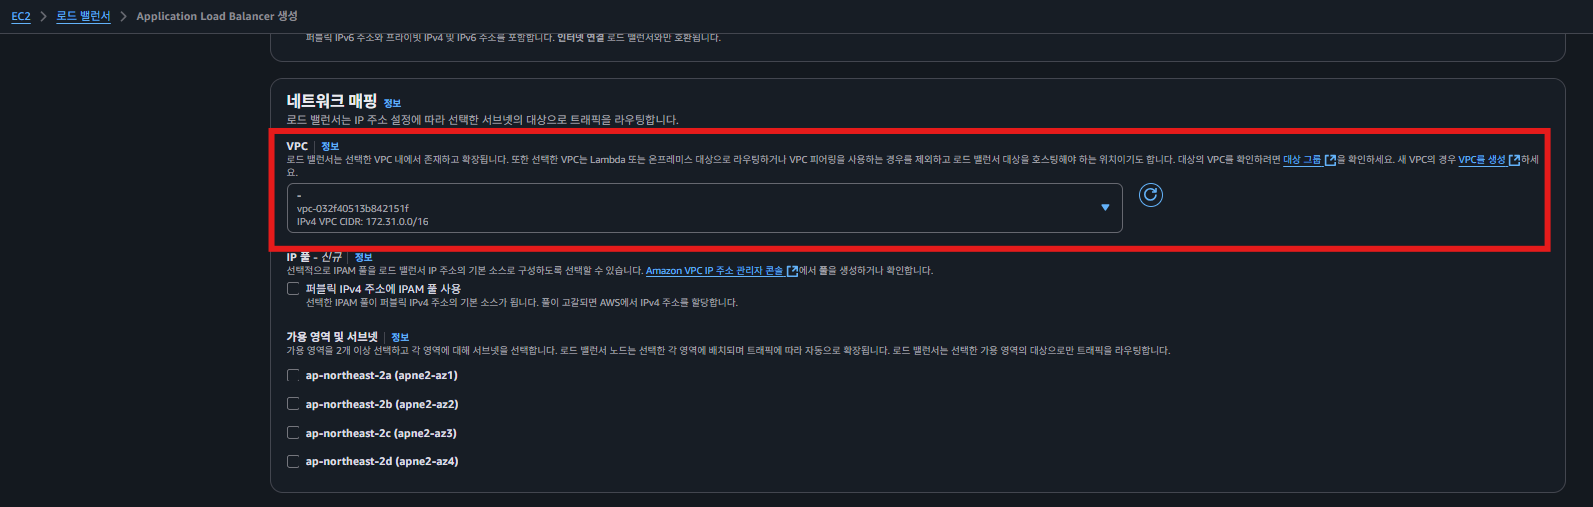 EC2 > 로드 밸런서 > Application Load Balancer 생성
퍼블릭 IPv6 주소와 프라이빗 IPv4 및 IPv6 주소를 포함합니다. 인터넷 연결 로드 밸런서와만 호환됩니다.
네트워크 매핑 정보
로드 밸런서는 IP 주소 설정에 따라 선택한 서브넷의 대상으로 트래픽을 라우팅합니다.
VPC 정보
로드 밸런서는 선택한 VPC 내에서 존재하고 확장됩니다. 또한 선택한 VPC는 Lambda 또는 온프레미스 대상으로 라우팅하거나 VPC 피어링을 사용하는 경우를 제외하고 로드 밸런서 대상을 호스팅해야 하는 위치이기도 합니다. 대상의 VPC를 확인하려면 대상 그룹을 확인하세요. 새 VPC의 경우 VPC를 생성하세
요.
-
vpc-032f40513b842151f
IPv4 VPC CIDR: 172.31.0.0/16
IP 풀 - 신규 정보
선택적으로 IPAM 풀을 로드 밸런서 IP 주소의 기본 소스로 구성하도록 선택할 수 있습니다. Amazon VPC IP 주소 관리자 콘솔에서 풀을 생성하거나 확인합니다.
퍼블릭 IPv4 주소에 IPAM 풀 사용
선택한 IPAM 풀이 퍼블릭 IPv4 주소의 기본 소스가 됩니다. 풀이 고갈되면 AWS에서 IPv4 주소를 할당합니다.
가용 영역 및 서브넷 정보
가용 영역을 2개 이상 선택하고 각 영역에 대해 서브넷을 선택합니다. 로드 밸런서 노드는 선택한 각 영역에 배치되며 트래픽에 따라 자동으로 확장됩니다. 로드 밸런서는 선택한 가용 영역의 대상으로만 트래픽을 라우팅합니다.
ap-northeast-2a (apne2-az1)
ap-northeast-2b (apne2-az2)
ap-northeast-2c (apne2-az3)
ap-northeast-2d (apne2-az4)